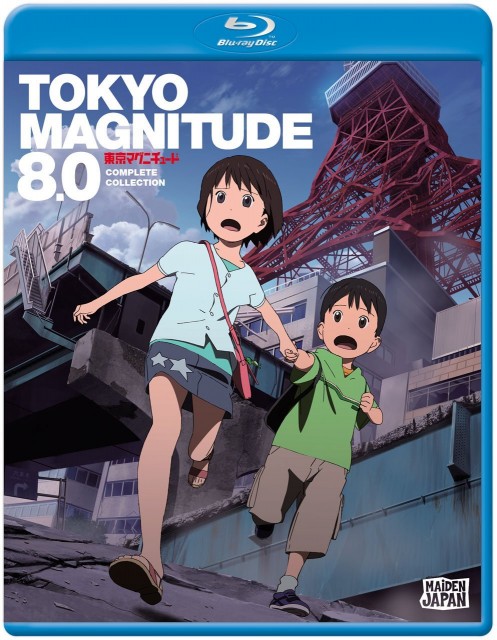 Blu-ray Disc
TOKYO
MAGNITUDE
8.0
東京マグニチュード
COMPLETE
COLLECTION
MAiDEN
JAPAN